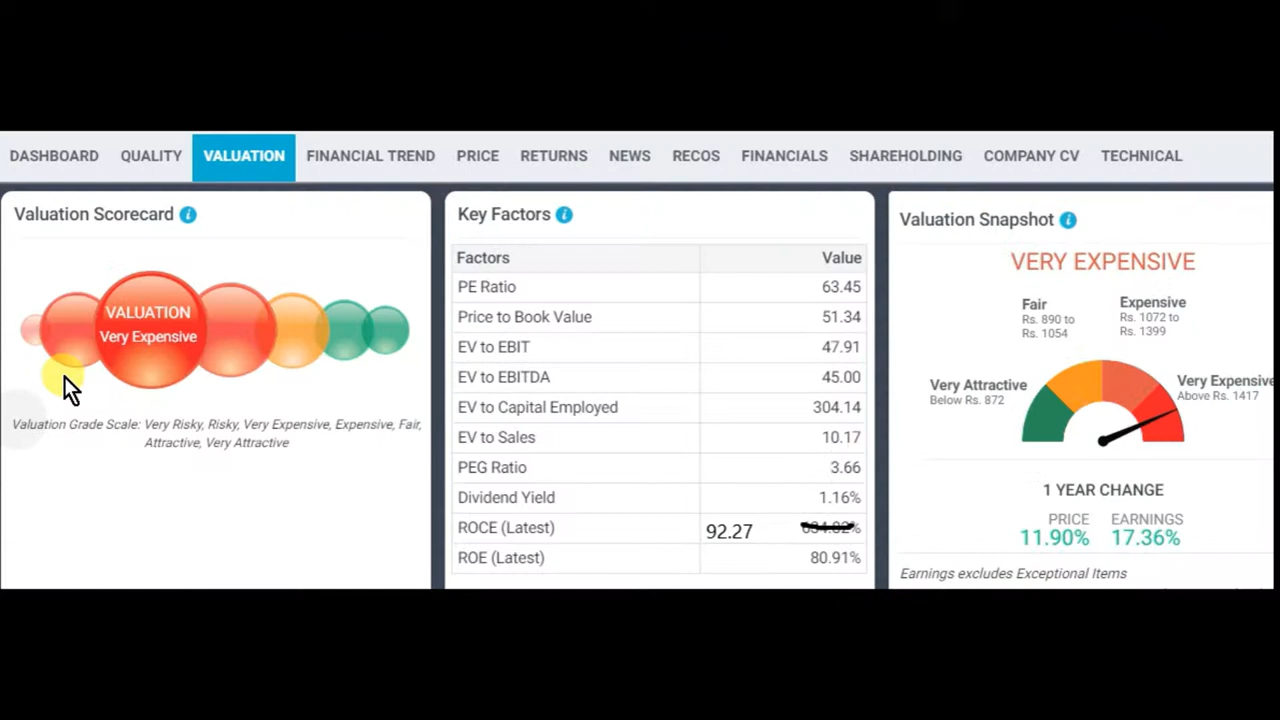 DASHBOARD QUALITY VALUATION FINANCIAL TREND PRICE RETURNS NEWS RECOS FINANCIALS SHAREHOLDING COMPANY CV TECHNICAL
Valuation Scorecard
VALUATION
Very Expensive
Valuation Grade Scale: Very Risky, Risky, Very Expensive, Expensive, Fair,
Attractive, Very Attractive
Key Factors
Factors Value
PE Ratio 63.45
Price to Book Value 51.34
EV to EBIT 47.91
EV to EBITDA 45.00
EV to Capital Employed 304.14
EV to Sales 10.17
PEG Ratio 3.66
Dividend Yield 1.16%
ROCE (Latest) 92.27
ROE (Latest) 80.91%
Valuation Snapshot
VERY EXPENSIVE
Fair
Rs. 890 to
Rs. 1054
Expensive
Rs. 1072 to
Rs. 1399
Very Attractive
Below Rs. 872
Very Expensive
Above Rs. 1417
1 YEAR CHANGE
PRICE EARNINGS
11.90% 17.36%
Earnings excludes Exceptional Items